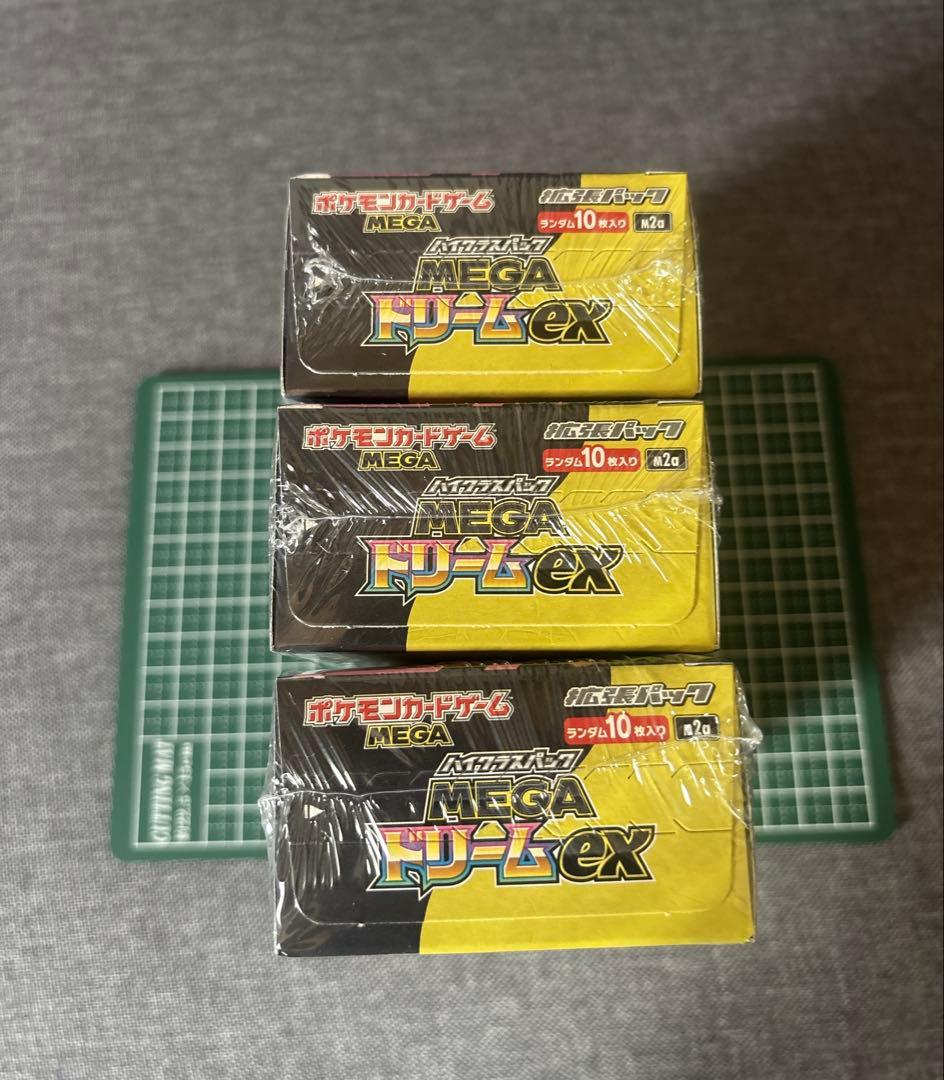 ポケモンカードゲーム
MEGA
拡張パック
ランダム10枚入り M2a
ハイクラスパック
MEGA
ドリームex
ポケモンカードゲーム
MEGA
拡張パック
ランダム10枚入り M2a
ハイクラスパック
MEGA
ドリームex
ポケモンカードゲーム
MEGA
拡張パック
ランダム10枚入り M2a
ハイクラスパック
MEGA
ドリームex
CUTTING MAT